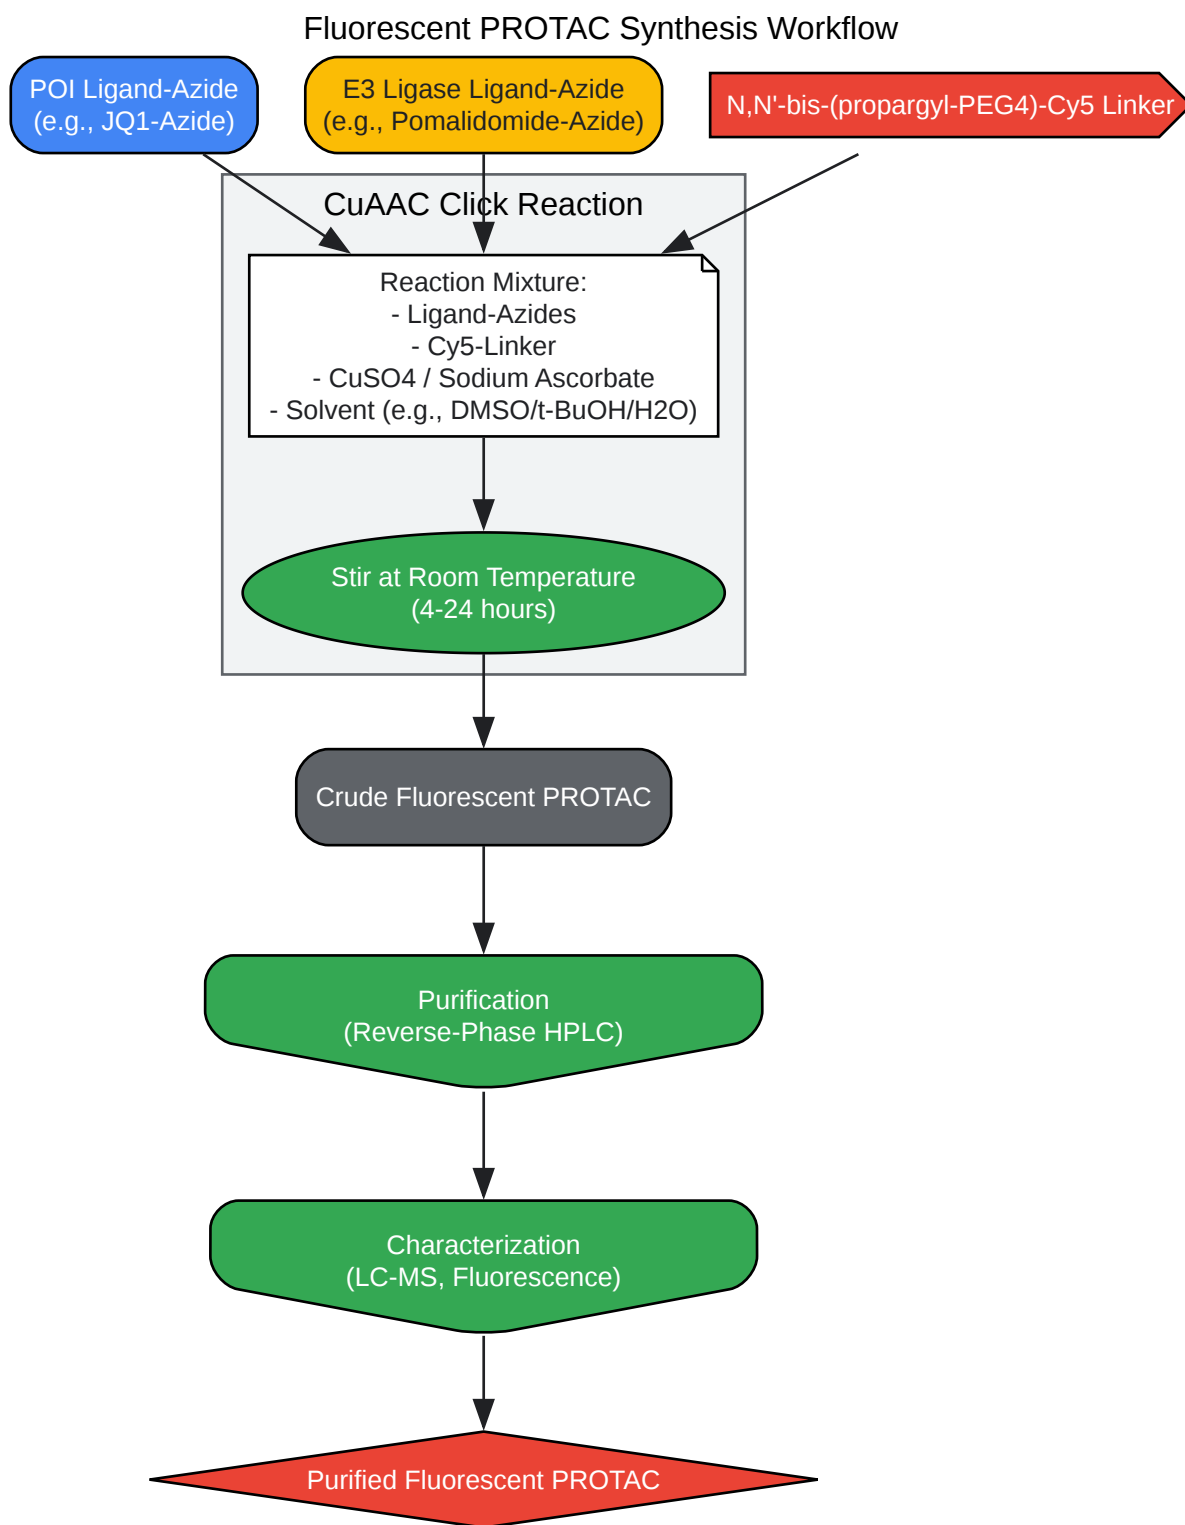 Fluorescent PROTAC Synthesis Workflow
POI Ligand-Azide
(e.g., JQ1-Azide)
E3 Ligase Ligand-Azide
(e.g., Pomalidomide-Azide)
N,N'-bis-(propargyl-PEG4)-Cy5 Linker
CuAAC Click Reaction
Reaction Mixture:
- Ligand-Azides
- Cy5-Linker
- CuSO4 / Sodium Ascorbate
- Solvent (e.g., DMSO/t-BuOH/H2O)
Stir at Room Temperature
(4-24 hours)
Crude Fluorescent PROTAC
Purification
(Reverse-Phase HPLC)
Characterization
(LC-MS, Fluorescence)
Purified Fluorescent PROTAC